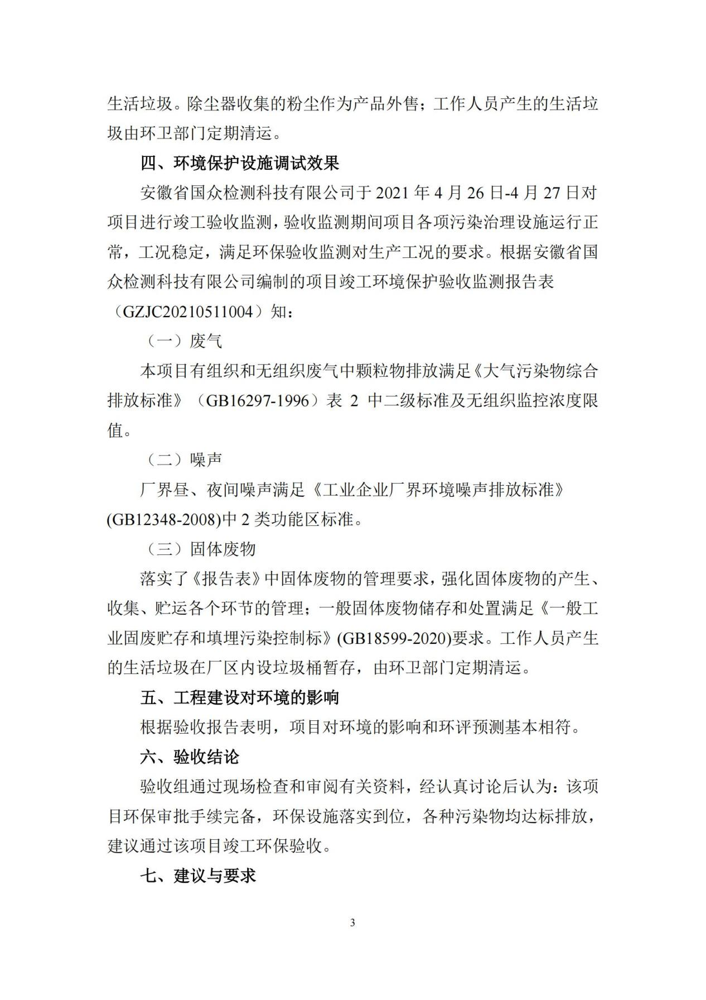 生活垃圾。除尘器收集的粉尘作为产品外售；工作人员产生的生活垃
圾由环卫部门定期清运。
四、环境保护设施调试效果
安徽省国众检测科技有限公司于 2021 年 4 月 26 日-4 月 27 日对
项目进行竣工验收监测，验收监测期间项目各项污染治理设施运行正
常，工况稳定，满足环保验收监测对生产工况的要求。根据安徽省国
众检测科技有限公司编制的项目竣工环境保护验收监测报告表
（GZJC20210511004）知：
（一）废气
本项目有组织和无组织废气中颗粒物排放满足《大气污染物综合
排放标准》（GB16297-1996）表 2 中二级标准及无组织监控浓度限
值。
（二）噪声
厂界昼、夜间噪声满足《工业企业厂界环境噪声排放标准》
(GB12348-2008)中 2 类功能区标准。
（三）固体废物
落实了《报告表》中固体废物的管理要求，强化固体废物的产生、
收集、贮运各个环节的管理；一般固体废物储存和处置满足《一般工
业固废贮存和填埋污染控制标》(GB18599-2020)要求。工作人员产生
的生活垃圾在厂区内设垃圾桶暂存，由环卫部门定期清运。
五、工程建设对环境的影响
根据验收报告表明，项目对环境的影响和环评预测基本相符。
六、验收结论
验收组通过现场检查和审阅有关资料，经认真讨论后认为：该项
目环保审批手续完备，环保设施落实到位，各种污染物均达标排放，
建议通过该项目竣工环保验收。
七、建议与要求
3